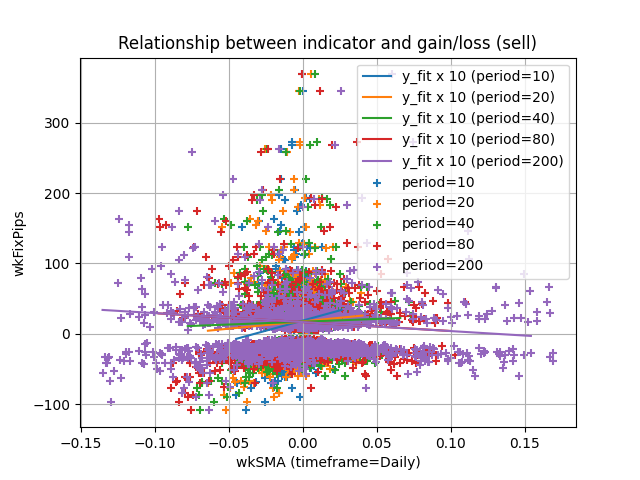 Relationship between indicator and gain/loss (sell)
y_fit x 10 (period=10)
y_fit x 10 (period=20)
y_fit x 10 (period=40)
y_fit x 10 (period=80)
y_fit x 10 (period=200)
period=10
period=20
period=40
period=80
period=200
wkFixPips
300
200
100
0
−100
−0.15
−0.10
−0.05
0.00
0.05
0.10
0.15
wkSMA (timeframe=Daily)